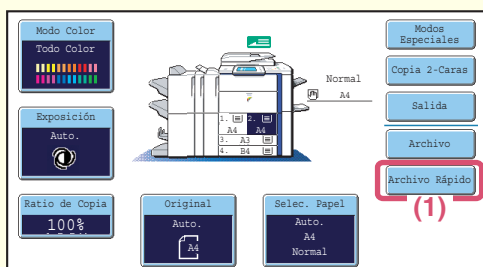 Modo Color
Todo Color
Exposición
Auto.
Ratio de Copia
100%
Normal
A4
1.
2.
A4
A4
3. A3
4. B4
Original
Auto.
A4
Selec. Papel
Auto.
A4
Normal
Modos
Especiales
Copia 2-Caras
Salida
Archivo
Archivo Rápido
(1)